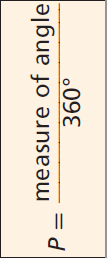 P = measure of angle
360°